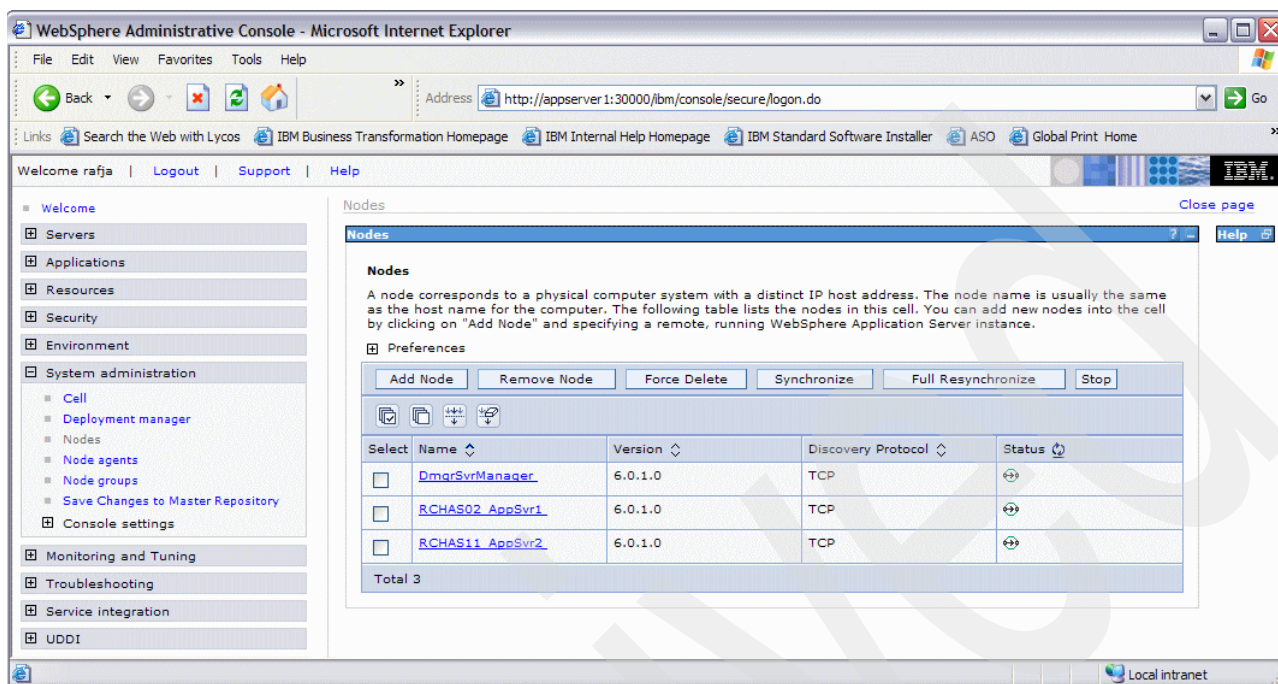 WebSphere Administrative Console - Microsoft Internet Explorer
File Edit View Favorites Tools Help
Back » Address http://appserver1:30000/ibm/console/secure/logon.do Go
Links Search the Web with Lycos IBM Business Transformation Homepage IBM Internal Help Homepage IBM Standard Software Installer ASO Global Print Home »
Welcome rafja | Logout | Support | Help IBM.
Welcome
Servers
Applications
Resources
Security
Environment
System administration
Cell
Deployment manager
Nodes
Node agents
Node groups
Save Changes to Master Repository
Console settings
Monitoring and Tuning
Troubleshooting
Service integration
UDDI
Nodes Close page
Nodes ? - Help
Nodes
A node corresponds to a physical computer system with a distinct IP host address. The node name is usually the same
as the host name for the computer. The following table lists the nodes in this cell. You can add new nodes into the cell
by clicking on "Add Node" and specifying a remote, running WebSphere Application Server instance.
Preferences
Add Node Remove Node Force Delete Synchronize Full Resynchronize Stop
Select Name Version Discovery Protocol Status
DmgrSvrManager 6.0.1.0 TCP
RCHAS02_AppSvr1 6.0.1.0 TCP
RCHAS11_AppSvr2 6.0.1.0 TCP
Total 3
Local intranet